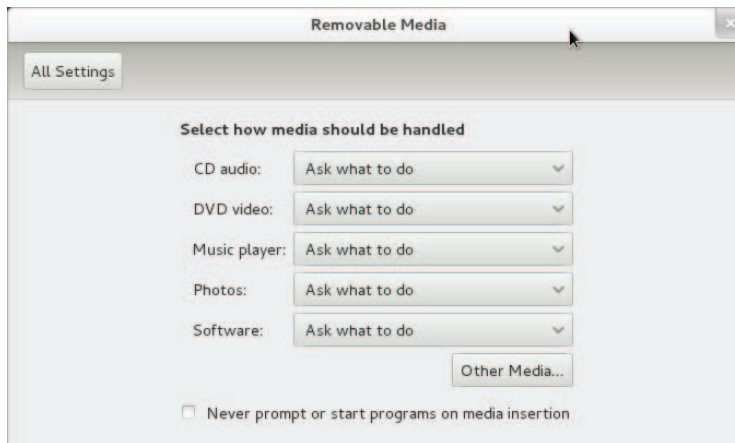 Removable Media
All Settings
Select how media should be handled
CD audio: Ask what to do
DVD video: Ask what to do
Music player: Ask what to do
Photos: Ask what to do
Software: Ask what to do
Other Media...
Never prompt or start programs on media insertion